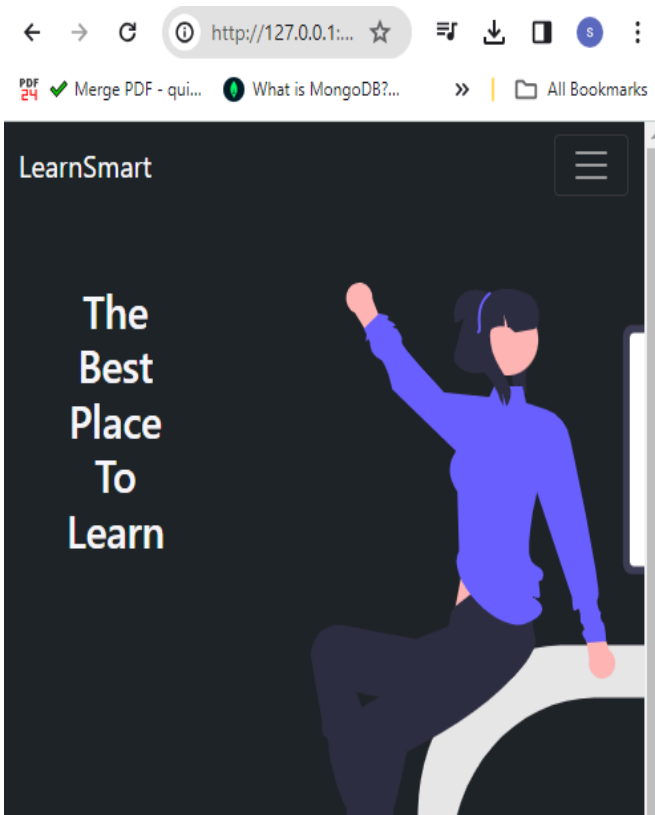 http://127.0.0.1:...
S
PDF
24
✔ Merge PDF - qui...
What is MongoDB?...
»
All Bookmarks
LearnSmart
The
Best
Place
To
Learn